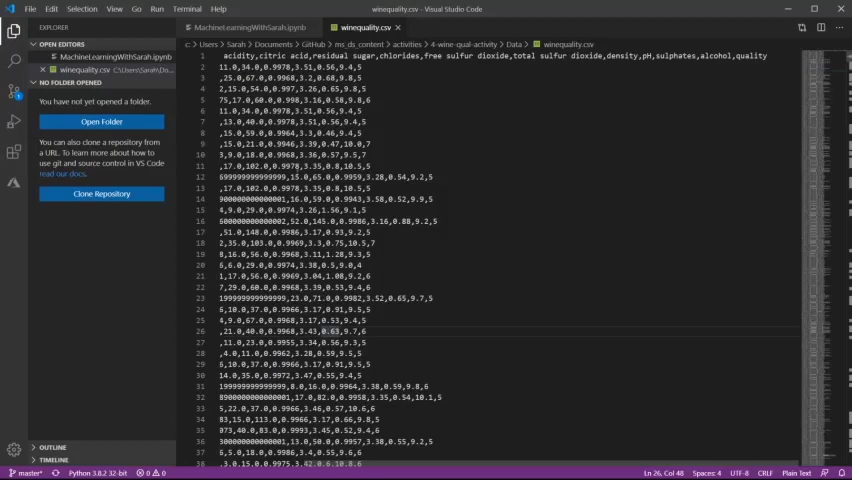 File Edit Selection View Go Run Terminal Help
winequality.csv - Visual Studio Code
EXPLORER
MachineLearningWithSarah.ipynb
winequality.csv
OPEN EDITORS
MachineLearningWithSarah.ipynb
winequality.csv C:\Users\Sarah\Do...
NO FOLDER OPENED
You have not yet opened a folder.
Open Folder
You can also clone a repository from
a URL. To learn more about how to
use git and source control in VS Code
read our docs.
Clone Repository
OUTLINE
TIMELINE
c: > Users > Sarah > Documents > GitHub > ms_ds_content > activities > 4-wine-qual-activity > Data > winequality.csv
1 acidity,citric acid,residual sugar,chlorides,free sulfur dioxide,total sulfur dioxide,density,pH,sulphates,alcohol,quality
2 11.0,34.0,0.9978,3.51,0.56,9.4,5
3 ,25.0,67.0,0.9968,3.2,0.68,9.8,5
4 2,15.0,54.0,0.997,3.26,0.65,9.8,5
5 75,17.0,60.0,0.998,3.16,0.58,9.8,6
6 11.0,34.0,0.9978,3.51,0.56,9.4,5
7 ,13.0,40.0,0.9978,3.51,0.56,9.4,5
8 ,15.0,59.0,0.9964,3.3,0.46,9.4,5
9 ,15.0,21.0,0.9946,3.39,0.47,10.0,7
10 3,9.0,18.0,0.9968,3.36,0.57,9.5,7
11 ,17.0,102.0,0.9978,3.35,0.8,10.5,5
12 699999999999999,15.0,65.0,0.9959,3.28,0.54,9.2,5
13 ,17.0,102.0,0.9978,3.35,0.8,10.5,5
14 900000000000001,16.0,59.0,0.9943,3.58,0.52,9.9,5
15 4,9.0,29.0,0.9974,3.26,1.56,9.1,5
16 600000000000002,52.0,145.0,0.9986,3.16,0.88,9.2,5
17 ,51.0,148.0,0.9986,3.17,0.93,9.2,5
18 2,35.0,103.0,0.9969,3.3,0.75,10.5,7
19 8,16.0,56.0,0.9968,3.11,1.28,9.3,5
20 6,6.0,29.0,0.9974,3.38,0.5,9.0,4
21 1,17.0,56.0,0.9969,3.04,1.08,9.2,6
22 7,29.0,60.0,0.9968,3.39,0.53,9.4,6
23 199999999999999,23.0,71.0,0.9982,3.52,0.65,9.7,5
24 6,10.0,37.0,0.9966,3.17,0.91,9.5,5
25 4,9.0,67.0,0.9968,3.17,0.53,9.4,5
26 ,21.0,40.0,0.9968,3.43,0.63,9.7,6
27 ,11.0,23.0,0.9955,3.34,0.56,9.3,5
28 ,4.0,11.0,0.9962,3.28,0.59,9.5,5
29 6,10.0,37.0,0.9966,3.17,0.91,9.5,5
30 14.0,35.0,0.9972,3.47,0.55,9.4,5
31 199999999999999,8.0,16.0,0.9964,3.38,0.59,9.8,6
32 8900000000000001,17.0,82.0,0.9958,3.35,0.54,10.1,5
33 5,22.0,37.0,0.9966,3.46,0.57,10.6,6
34 83,15.0,113.0,0.9966,3.17,0.66,9.8,5
35 073,40.0,83.0,0.9993,3.45,0.52,9.4,6
36 300000000000001,13.0,50.0,0.9957,3.38,0.55,9.2,5
37 6,5.0,18.0,0.9986,3.4,0.55,9.6,6
38 ,3.0,15.0,0.9975,3.42,0.6,10.8,6
master* Python 3.8.2 32-bit 0 0
Ln 26, Col 48 Spaces: 4 UTF-8 CRLF Plain Text